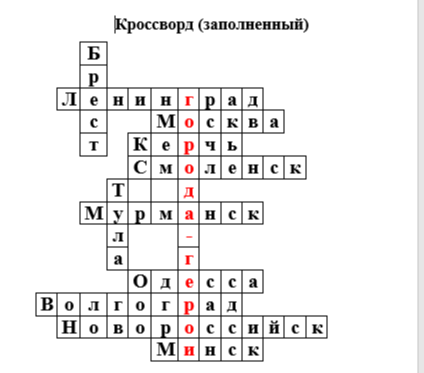 Кроссворд (заполненный)
Б
р
Ленинград
с Москва
т Керчь
Смоленск
Т д
Мурманск
л -
а г
Одесса
Волгоград
Новороссийск
Минск